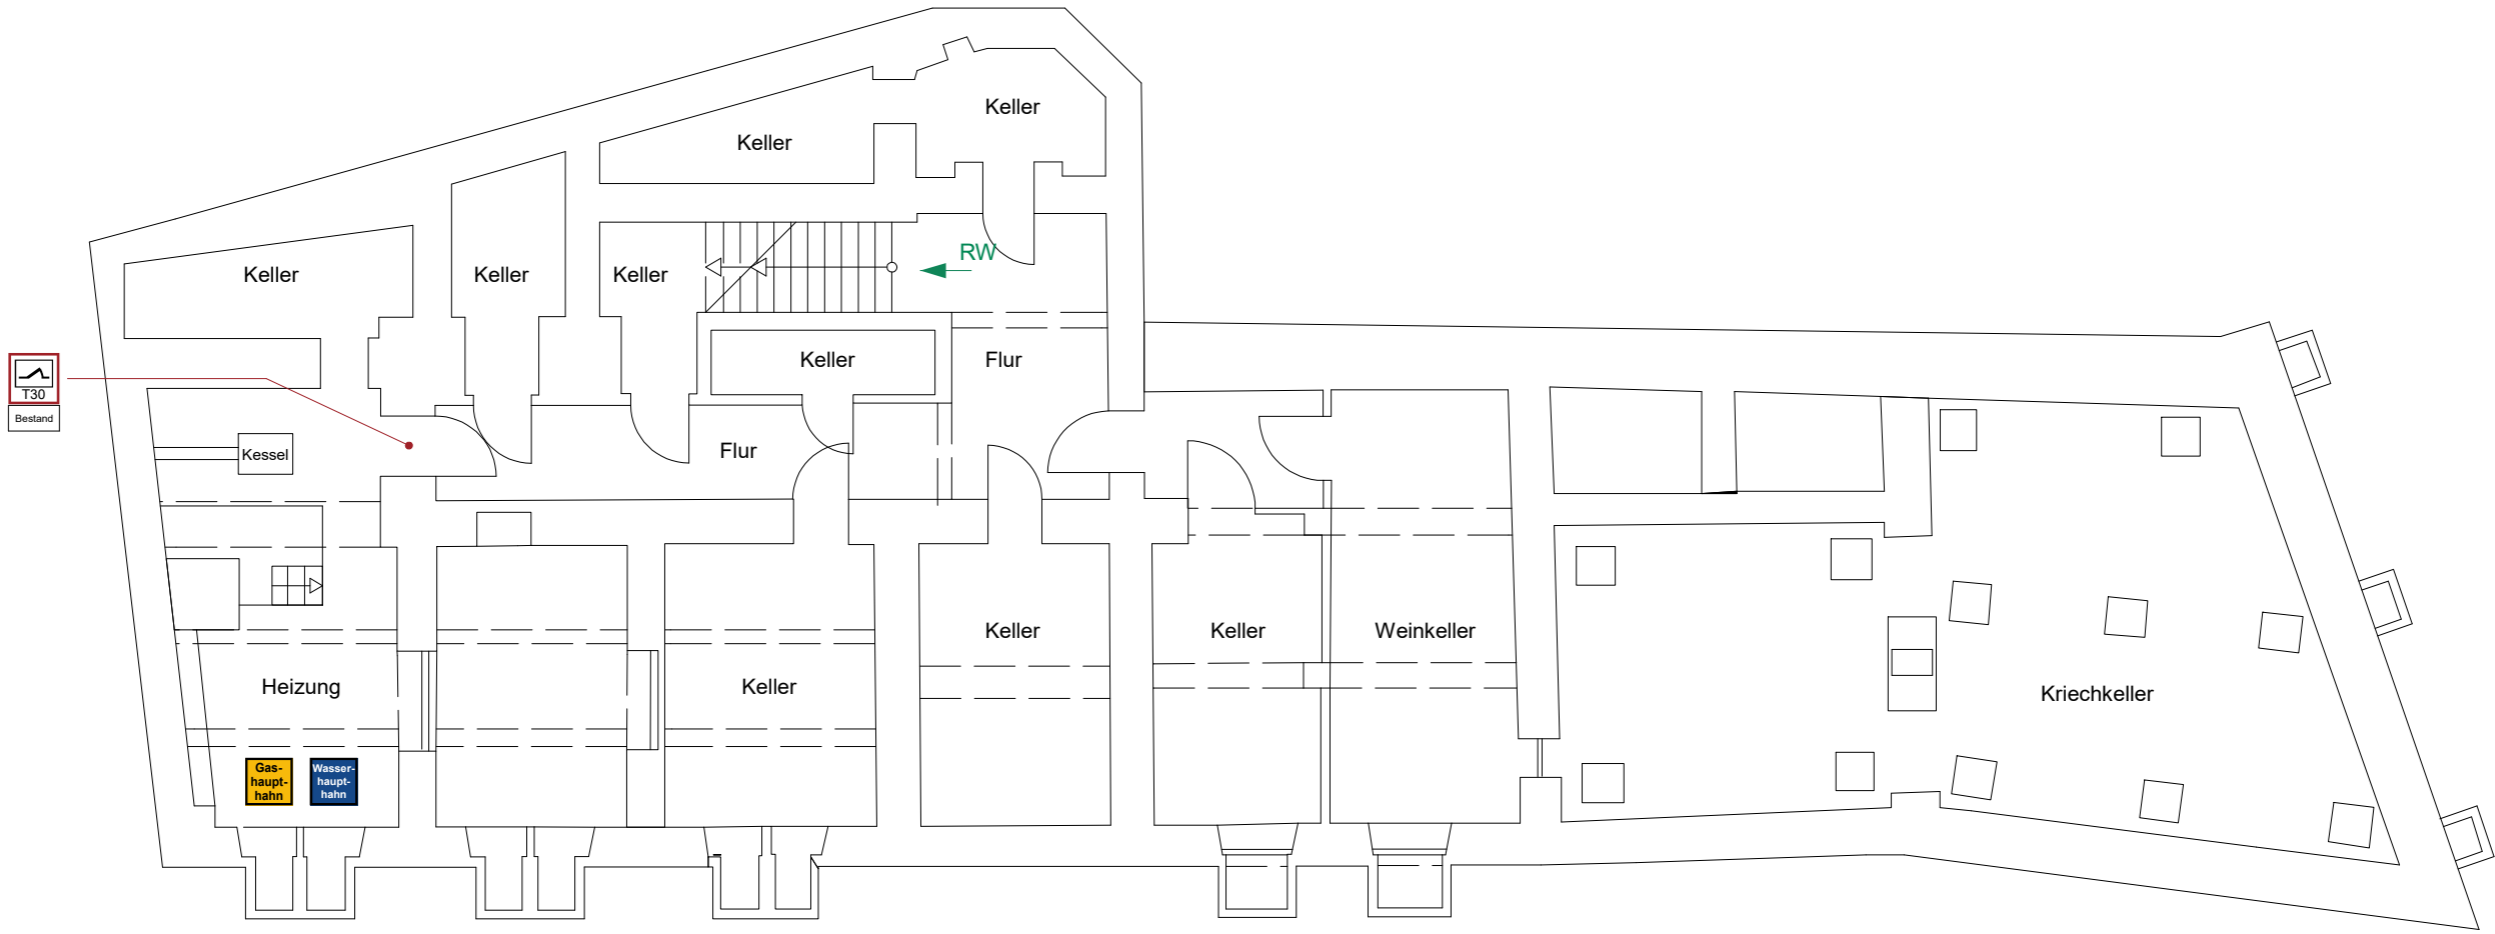 Keller
Keller
RW
Keller
Keller
Keller
Keller
Flur
T30
Bestand
Flur
Kessel
Keller
Keller
Weinkeller
Heizung
Keller
Kriechkeller
Gas-
haupt-
hahn
Wasser-
haupt-
hahn